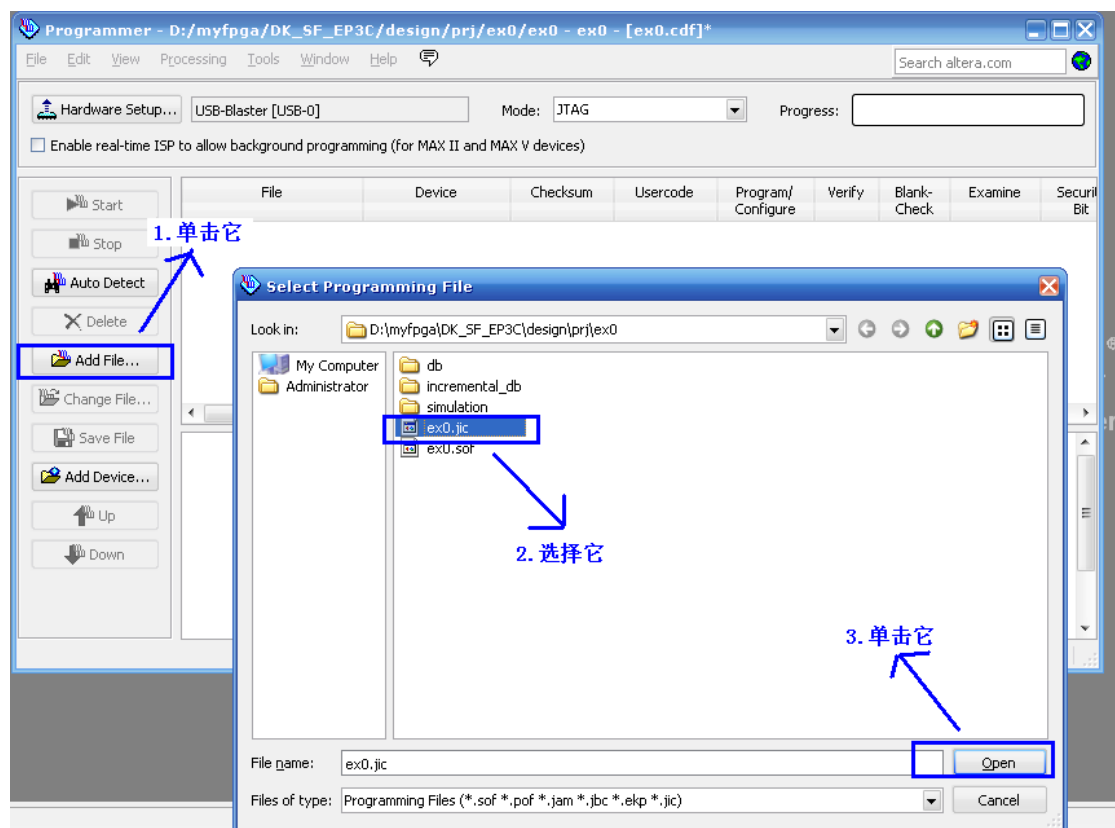 Programmer - D:/myfpga/DK_SF_EP3C/design/prj/ex0/ex0 - ex0 - [ex0.cdf]*
File Edit View Processing Tools Window Help
Search altera.com
Hardware Setup... USB-Blaster [USB-0] Mode: JTAG Progress:
Enable real-time ISP to allow background programming (for MAX II and MAX V devices)
File Device Checksum Usercode Program/ Configure Verify Blank- Check Examine Securit Bit
Start
1. 单击它
Stop
Auto Detect
Delete
Add File...
Change File...
Save File
Add Device...
Up
Down
Select Programming File
Look in: D:\myfpga\DK_SF_EP3C\design\prj\ex0
My Computer
Administrator
db
incremental_db
simulation
ex0.jic
ex0.sof
2. 选择它
3. 单击它
File name: ex0.jic Open
Files of type: Programming Files (*.sof *.pof *.jam *.jbc *.ekp *.jic) Cancel